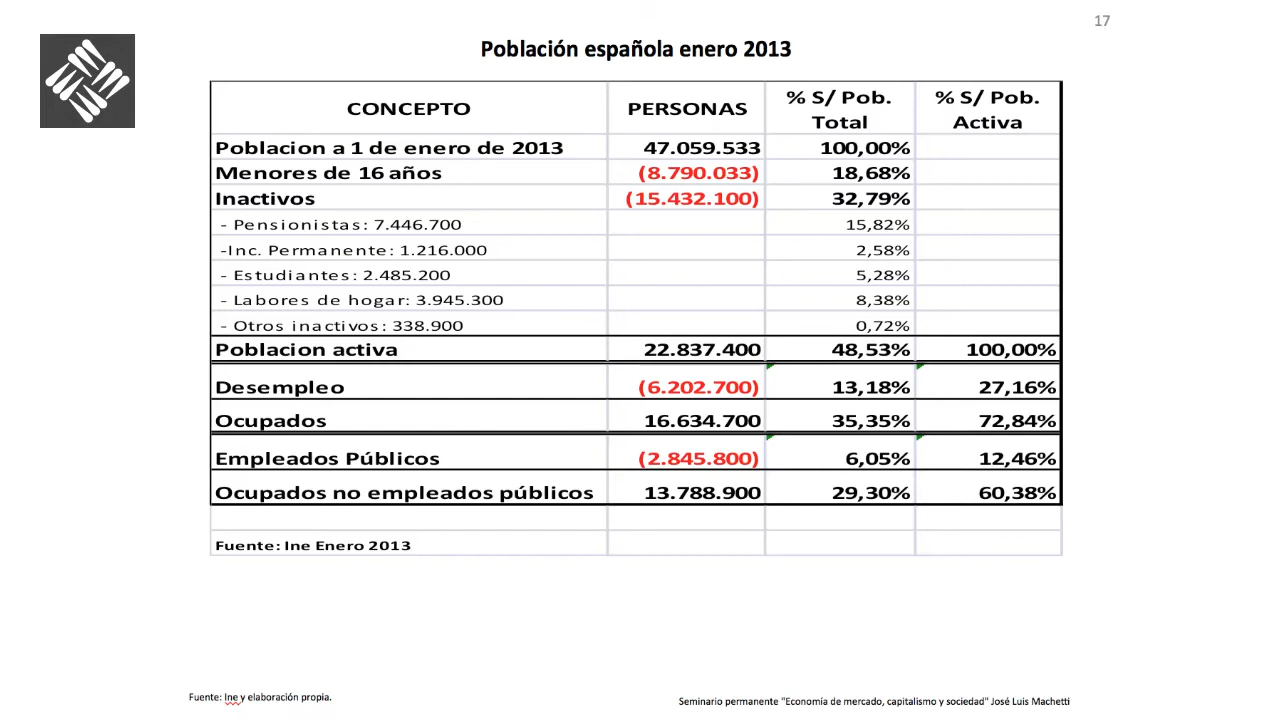 17
Población española enero 2013
CONCEPTO PERSONAS % S/ Pob. Total % S/ Pob. Activa
Poblacion a 1 de enero de 2013 47.059.533 100,00%
Menores de 16 años (8.790.033) 18,68%
Inactivos (15.432.100) 32,79%
- Pensionistas: 7.446.700 15,82%
-Inc. Permanente: 1.216.000 2,58%
- Estudiantes: 2.485.200 5,28%
- Labores de hogar: 3.945.300 8,38%
- Otros inactivos: 338.900 0,72%
Poblacion activa 22.837.400 48,53% 100,00%
Desempleo (6.202.700) 13,18% 27,16%
Ocupados 16.634.700 35,35% 72,84%
Empleados Públicos (2.845.800) 6,05% 12,46%
Ocupados no empleados públicos 13.788.900 29,30% 60,38%
Fuente: Ine Enero 2013
Fuente: Ine y elaboración propia.
Seminario permanente "Economía de mercado, capitalismo y sociedad" José Luis Machetti